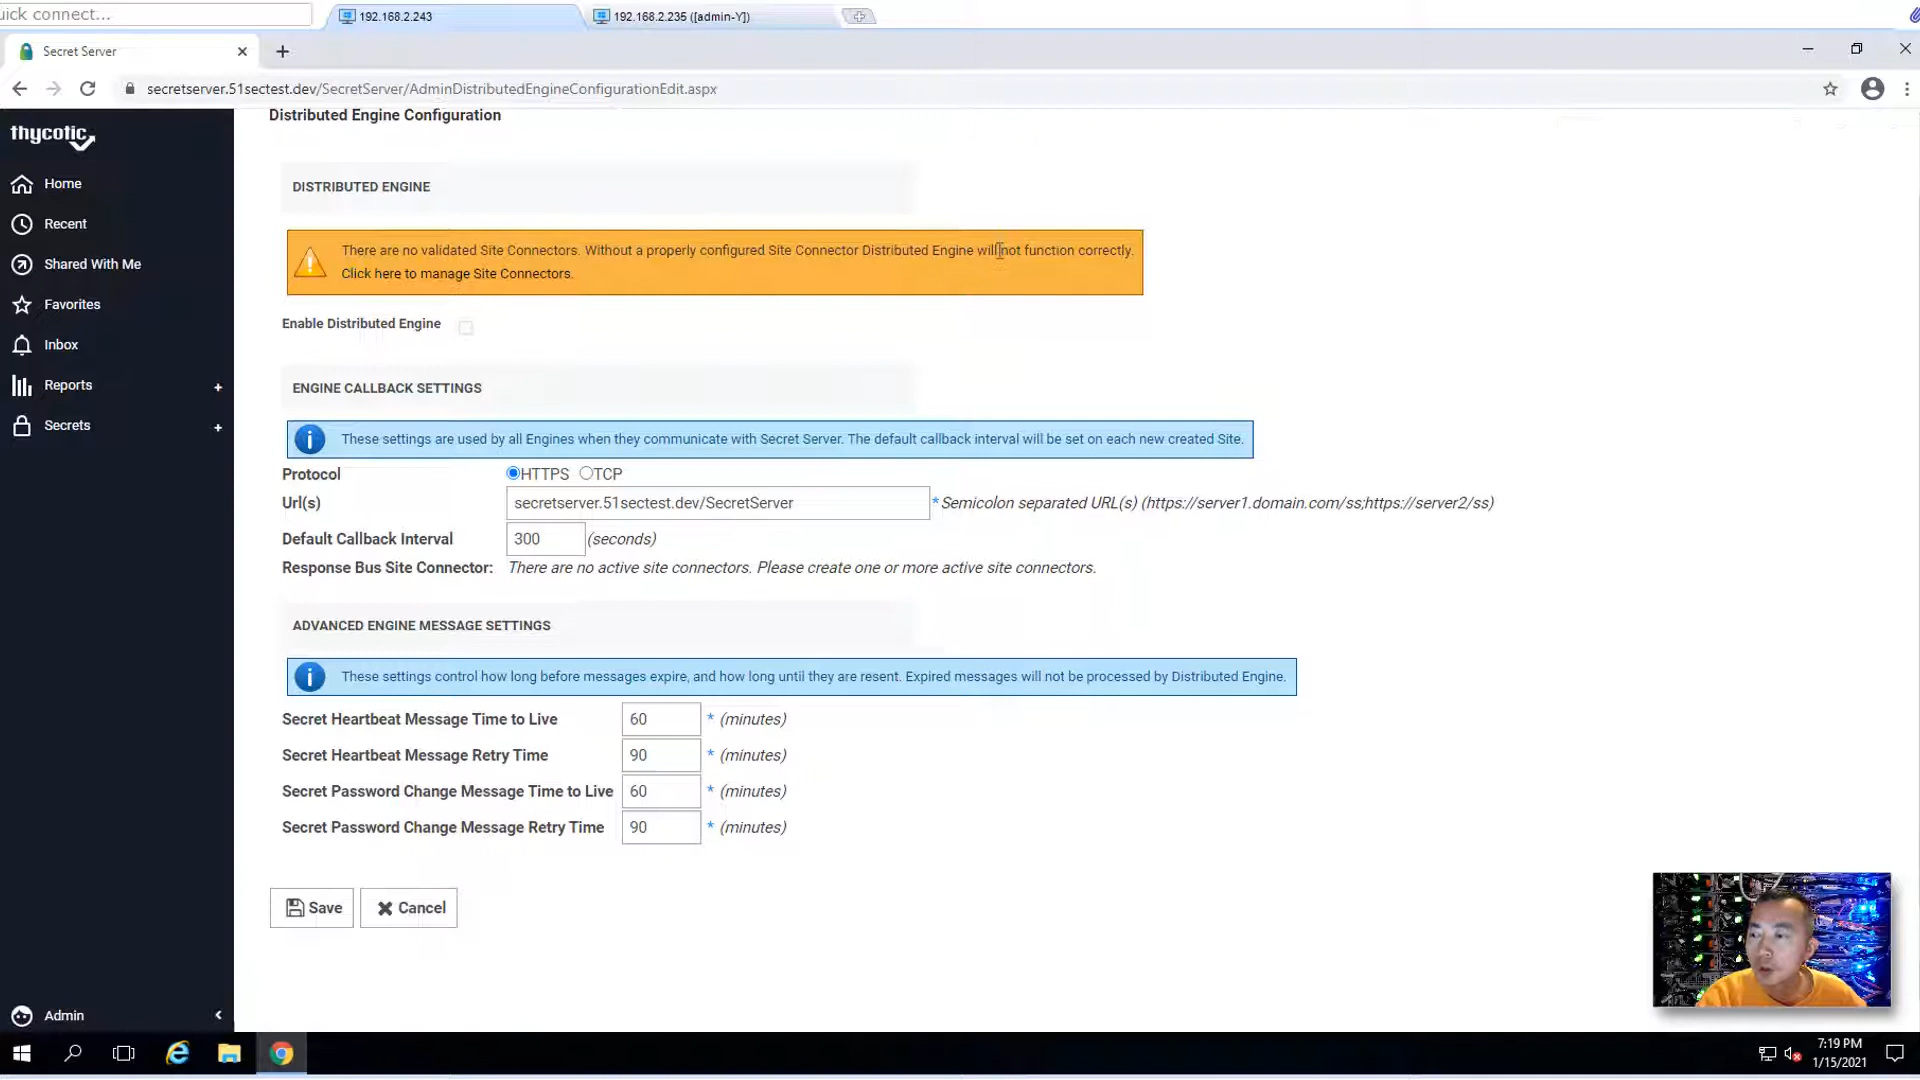 uick connect...
192.168.2.243
192.168.2.235 ([admin-Y])
Secret Server
secretserver.51sectest.dev/SecretServer/AdminDistributedEngineConfigurationEdit.aspx
thycotic
Home
Recent
Shared With Me
Favorites
Inbox
Reports
Secrets
Admin
Distributed Engine Configuration
DISTRIBUTED ENGINE
There are no validated Site Connectors. Without a properly configured Site Connector Distributed Engine will not function correctly.
Click here to manage Site Connectors.
Enable Distributed Engine
ENGINE CALLBACK SETTINGS
These settings are used by all Engines when they communicate with Secret Server. The default callback interval will be set on each new created Site.
Protocol HTTPS TCP
Url(s) secretserver.51sectest.dev/SecretServer * Semicolon separated URL(s) (https://server1.domain.com/ss;https://server2/ss)
Default Callback Interval 300 (seconds)
Response Bus Site Connector: There are no active site connectors. Please create one or more active site connectors.
ADVANCED ENGINE MESSAGE SETTINGS
These settings control how long before messages expire, and how long until they are resent. Expired messages will not be processed by Distributed Engine.
Secret Heartbeat Message Time to Live 60 * (minutes)
Secret Heartbeat Message Retry Time 90 * (minutes)
Secret Password Change Message Time to Live 60 * (minutes)
Secret Password Change Message Retry Time 90 * (minutes)
Save Cancel
7:19 PM
1/15/2021